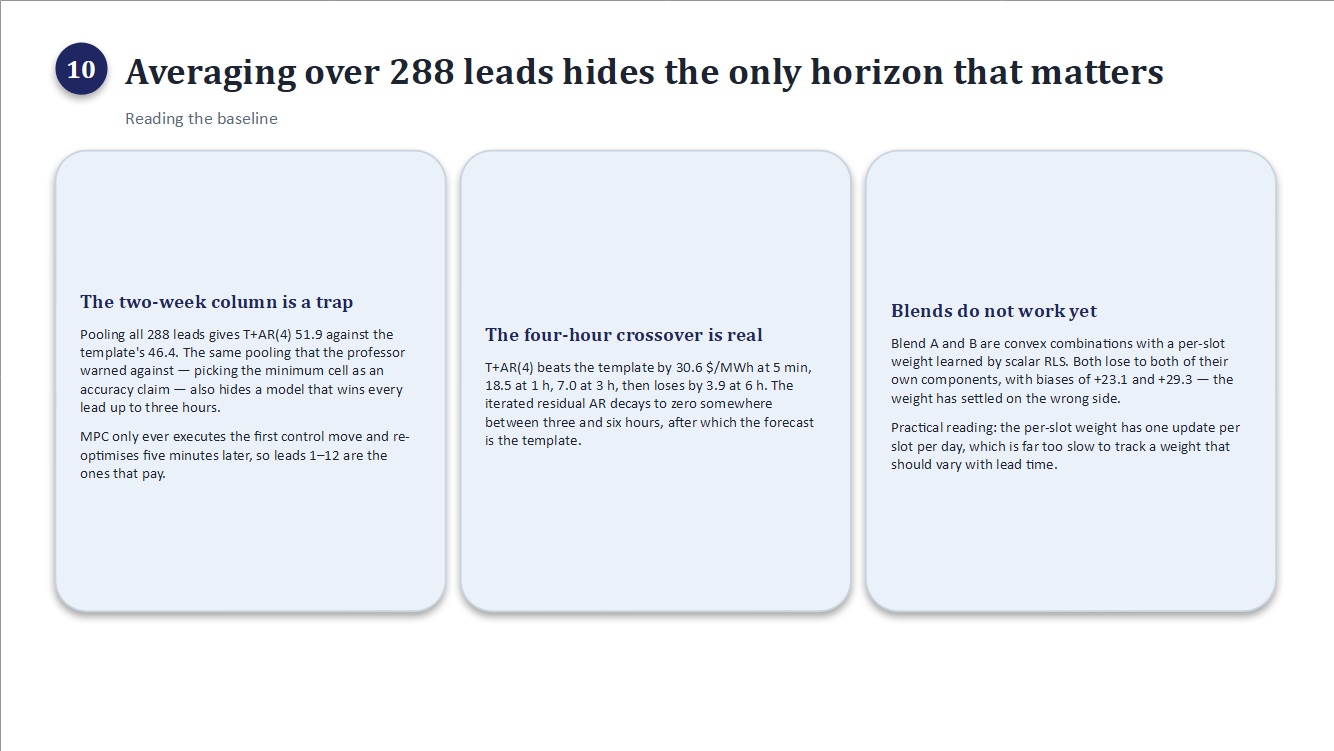 10
Averaging over 288 leads hides the only horizon that matters
Reading the baseline
The two-week column is a trap
Pooling all 288 leads gives T+AR(4) 51.9 against the
template's 46.4. The same pooling that the professor
warned against — picking the minimum cell as an
accuracy claim — also hides a model that wins every
lead up to three hours.
MPC only ever executes the first control move and re-
optimises five minutes later, so leads 1–12 are the
ones that pay.
The four-hour crossover is real
T+AR(4) beats the template by 30.6 $/MWh at 5 min,
18.5 at 1 h, 7.0 at 3 h, then loses by 3.9 at 6 h. The
iterated residual AR decays to zero somewhere
between three and six hours, after which the forecast
is the template.
Blends do not work yet
Blend A and B are convex combinations with a per-slot
weight learned by scalar RLS. Both lose to both of their
own components, with biases of +23.1 and +29.3 — the
weight has settled on the wrong side.
Practical reading: the per-slot weight has one update per
slot per day, which is far too slow to track a weight that
should vary with lead time.